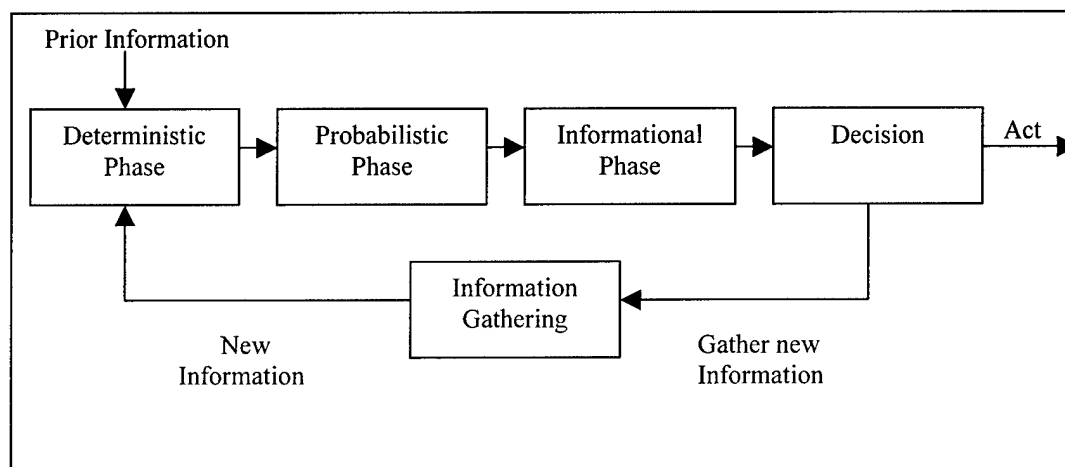 Prior Information
Deterministic
Phase
Probabilistic
Phase
Informational
Phase
Decision
Act
Information
Gathering
New
Information
Gather new
Information